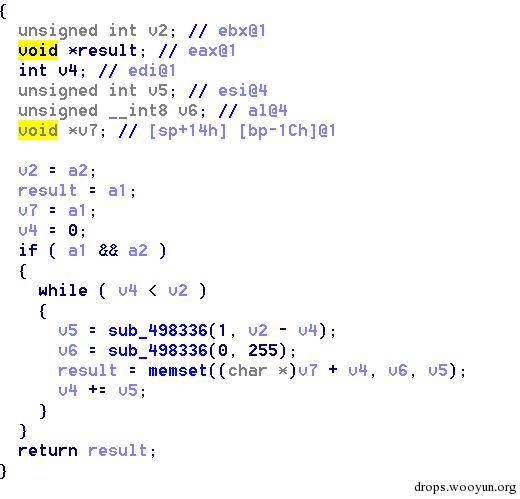 {
  unsigned int v2; // ebx@1
  void *result; // eax@1
  int v4; // edi@1
  unsigned int v5; // esi@4
  unsigned __int8 v6; // al@4
  void *v7; // [sp+14h] [bp-1Ch]@1

  v2 = a2;
  result = a1;
  v7 = a1;
  v4 = 0;
  if ( a1 && a2 )
  {
    while ( v4 < v2 )
    {
      v5 = sub_498336(1, v2 - v4);
      v6 = sub_498336(0, 255);
      result = memset((char *)v7 + v4, v6, v5);
      v4 += v5;
    }
  }
  return result;
}
drops.wooyun.org